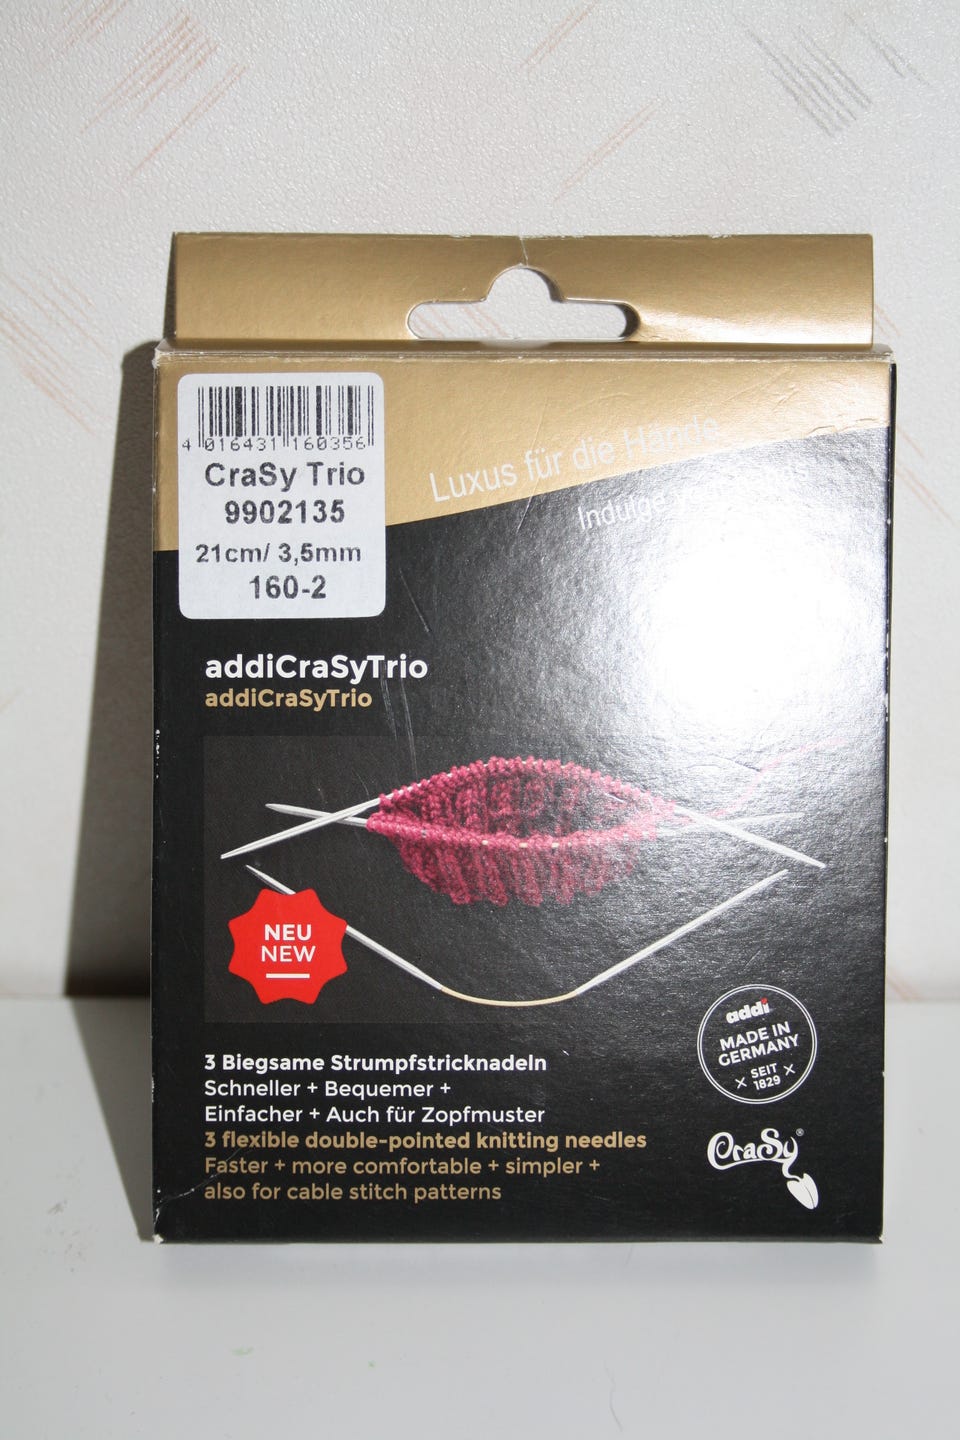 4 016431 160356
CraSy Trio
9902135
21cm/ 3,5mm
160-2
Luxus für die Hände
Indulge
addiCraSyTrio
addiCraSyTrio
NEU
NEW
addi
MADE IN
GERMANY
SEIT
1829
3 Biegsame Strumpfstricknadeln
Schneller + Bequemer +
Einfacher + Auch für Zopfmuster
3 flexible double-pointed knitting needles
Faster + more comfortable + simpler +
also for cable stitch patterns
CraSy®